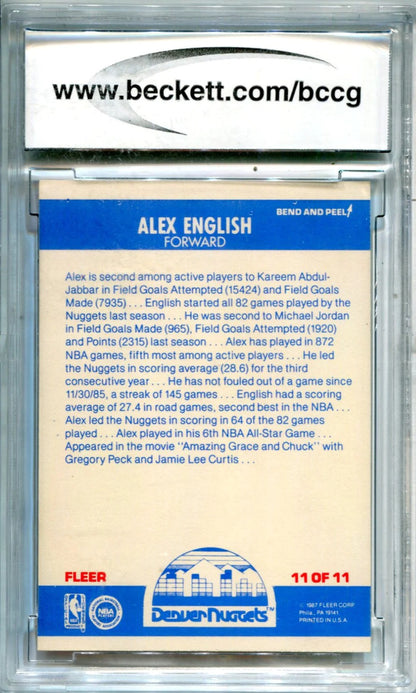 www.beckett.com/bccg
BEND AND PEEL
ALEX ENGLISH
FORWARD
Alex is second among active players to Kareem Abdul-
Jabbar in Field Goals Attempted (15424) and Field Goals
Made (7935) . . . English started all 82 games played by the
Nuggets last season . . . He was second to Michael Jordan
in Field Goals Made (965), Field Goals Attempted (1920)
and Points (2315) last season . . . Alex has played in 872
NBA games, fifth most among active players . . . He led
the Nuggets in scoring average (28.6) for the third
consecutive year . . . He has not fouled out of a game since
11/30/85, a streak of 145 games . . . English had a scoring
average of 27.4 in road games, second best in the NBA . . .
Alex led the Nuggets in scoring in 64 of the 82 games
played . . . Alex played in his 6th NBA All-Star Game . . .
Appeared in the movie "Amazing Grace and Chuck" with
Gregory Peck and Jamie Lee Curtis . . .
FLEER
11 OF 11
Denver Nuggets™
NBA
PLAYERS
© 1987 FLEER CORP.
Phila., PA 19141
PRINTED IN U.S.A.